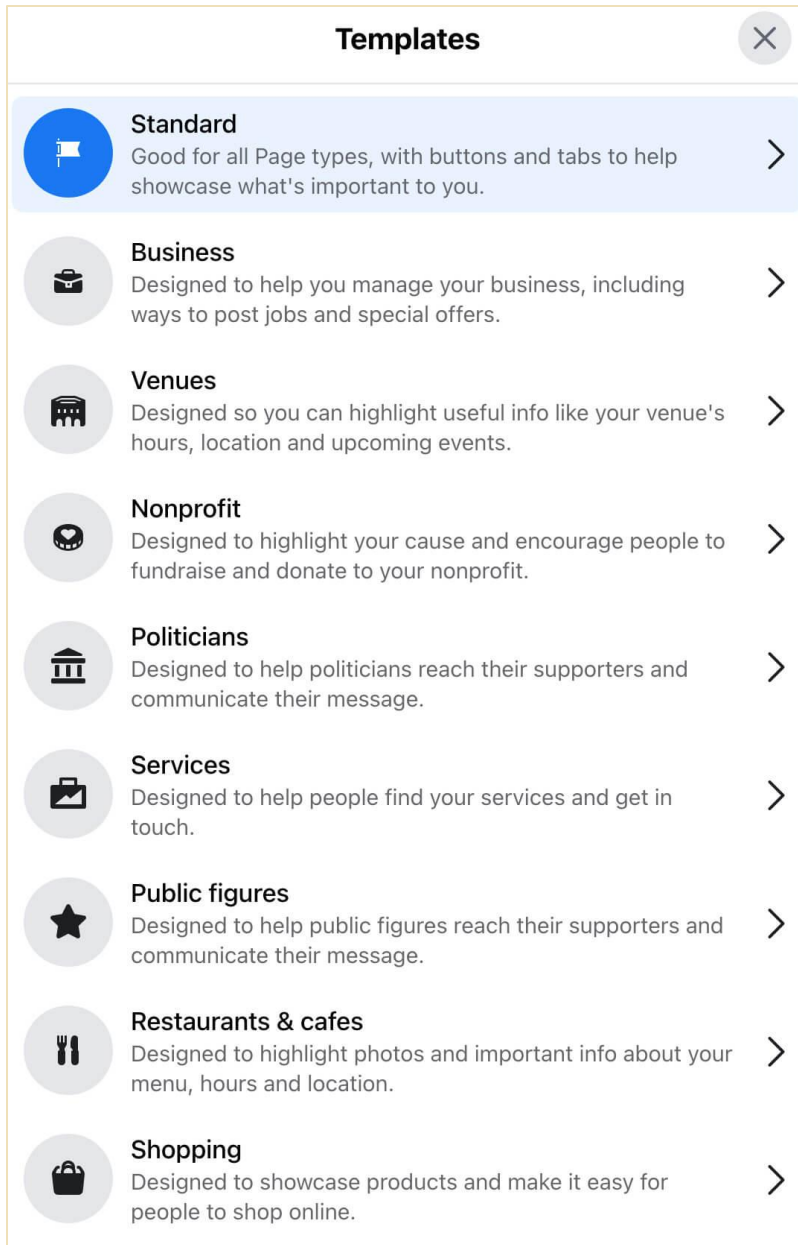 Templates
Standard
Good for all Page types, with buttons and tabs to help
showcase what's important to you.
Business
Designed to help you manage your business, including
ways to post jobs and special offers.
Venues
Designed so you can highlight useful info like your venue's
hours, location and upcoming events.
Nonprofit
Designed to highlight your cause and encourage people to
fundraise and donate to your nonprofit.
Politicians
Designed to help politicians reach their supporters and
communicate their message.
Services
Designed to help people find your services and get in
touch.
Public figures
Designed to help public figures reach their supporters and
communicate their message.
Restaurants & cafes
Designed to highlight photos and important info about your
menu, hours and location.
Shopping
Designed to showcase products and make it easy for
people to shop online.